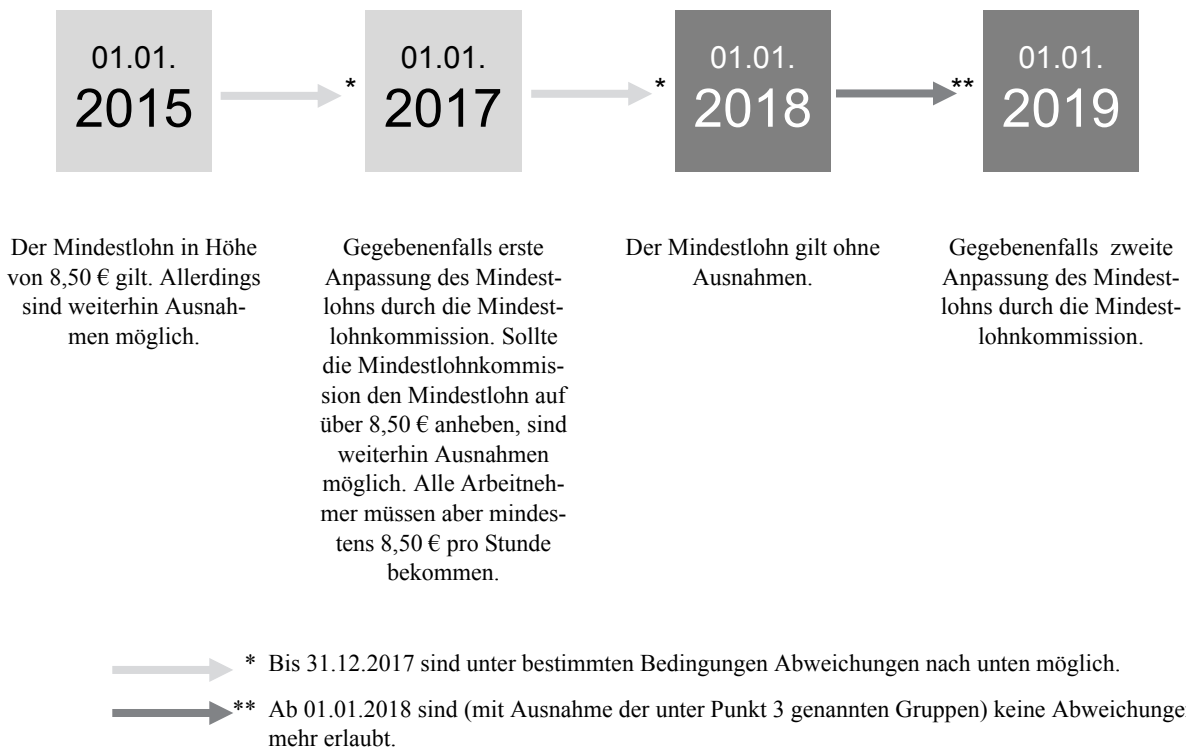 01.01.
2015
*
01.01.
2017
*
01.01.
2018
**
01.01.
2019
Der Mindestlohn in Höhe
von 8,50 € gilt. Allerdings
sind weiterhin Ausnah-
men möglich.
Gegebenenfalls erste
Anpassung des Mindest-
lohns durch die Mindest-
lohnkommission. Sollte
die Mindestlohnkommis-
sion den Mindestlohn auf
über 8,50 € anheben, sind
weiterhin Ausnahmen
möglich. Alle Arbeitneh-
mer müssen aber mindes-
tens 8,50 € pro Stunde
bekommen.
Der Mindestlohn gilt ohne
Ausnahmen.
Gegebenenfalls zweite
Anpassung des Mindest-
lohns durch die Mindest-
lohnkommission.
* Bis 31.12.2017 sind unter bestimmten Bedingungen Abweichungen nach unten möglich.
** Ab 01.01.2018 sind (mit Ausnahme der unter Punkt 3 genannten Gruppen) keine Abweichunge
mehr erlaubt.